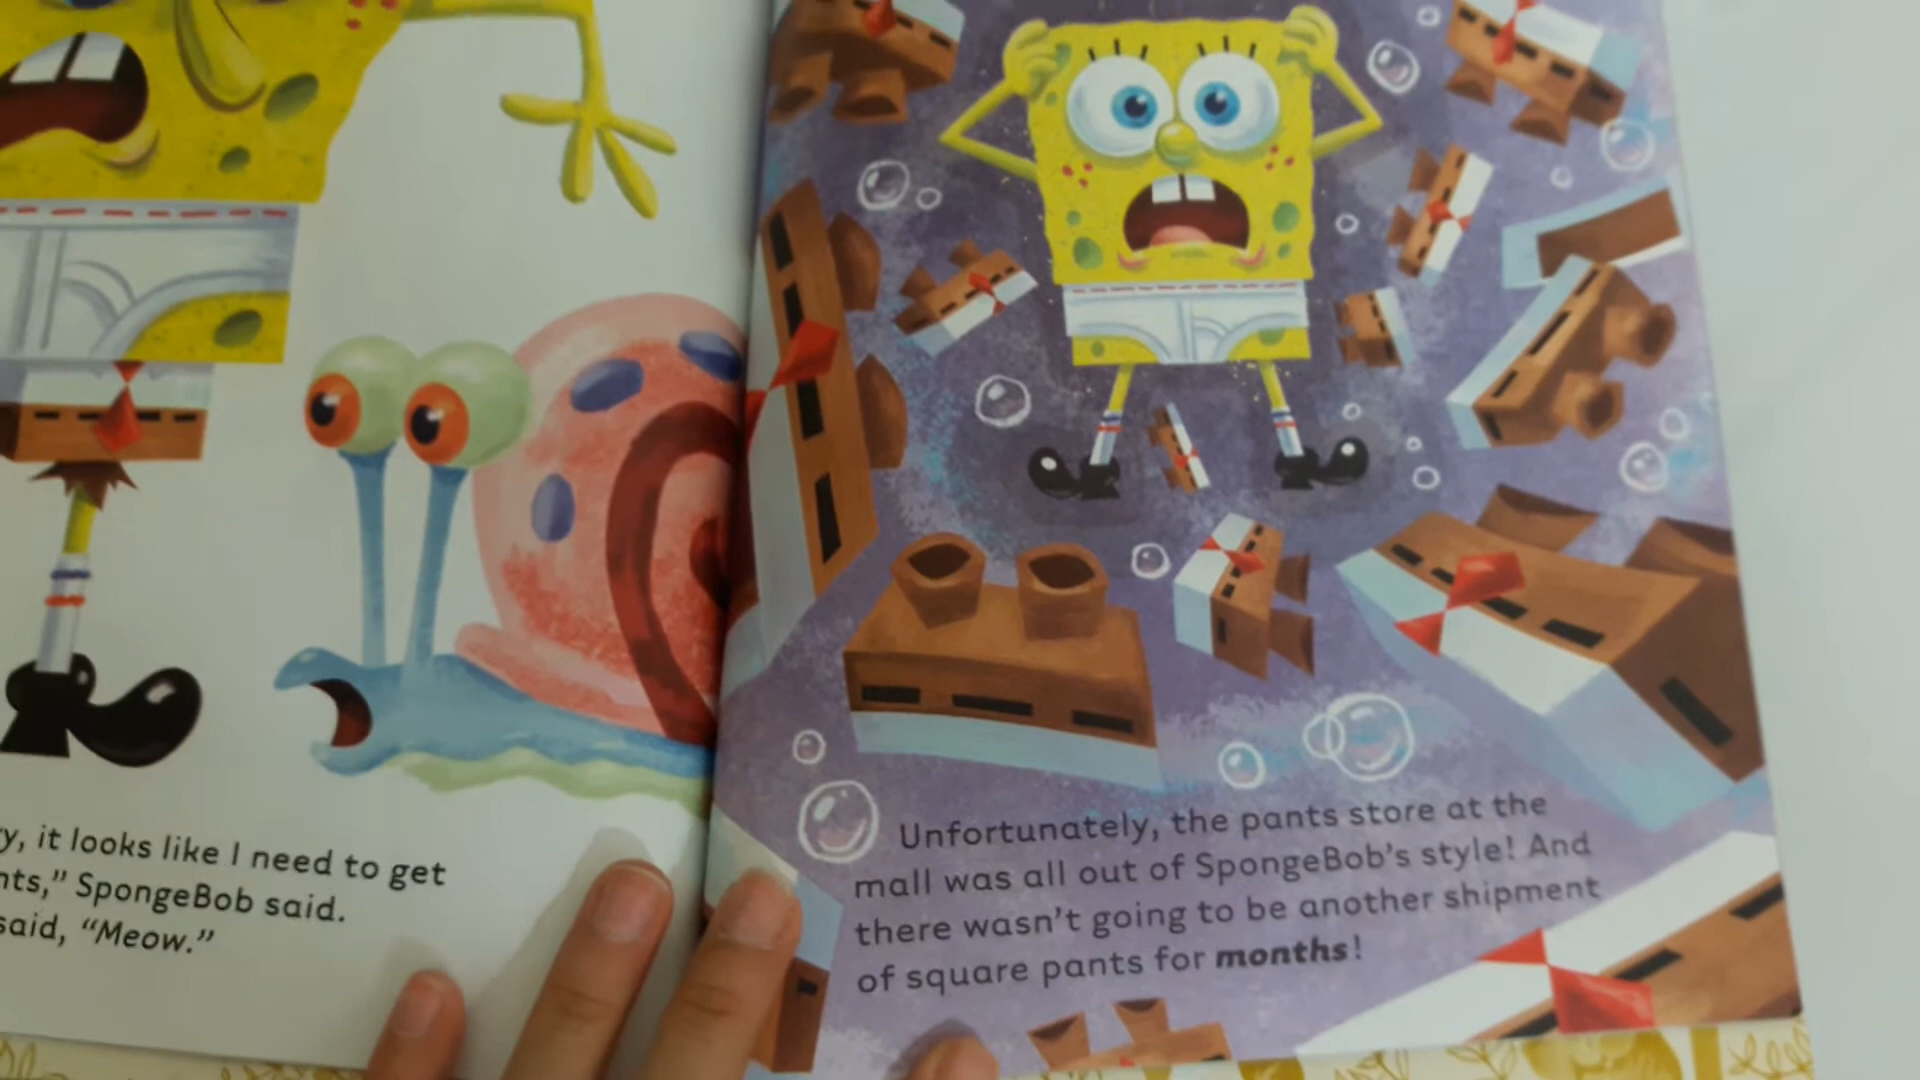 y, it looks like I need to get
nts," SpongeBob said.
said, "Meow."
Unfortunately, the pants store at the
mall was all out of SpongeBob's style! And
there wasn't going to be another shipment
of square pants for months!